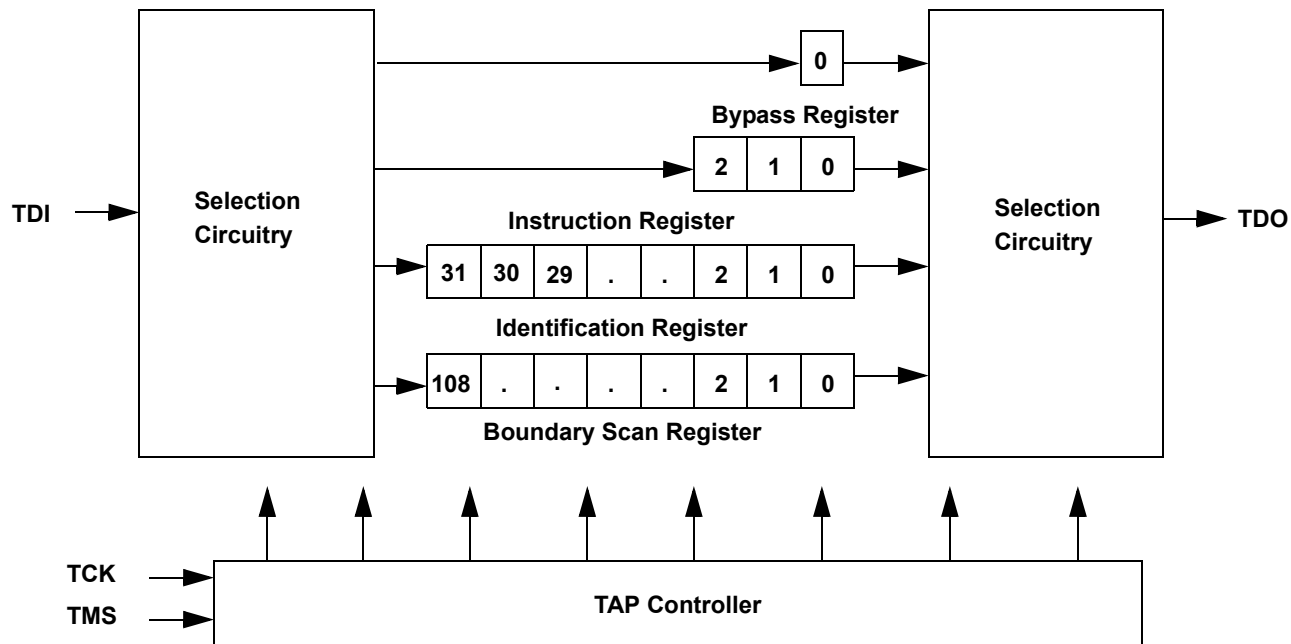 0
Bypass Register
2 1 0
Selection
Circuitry
Selection
Circuitry
TDI
TDO
Instruction Register
31 30 29 . . 2 1 0
Identification Register
108 . . . . 2 1 0
Boundary Scan Register
TCK
TMS
TAP Controller